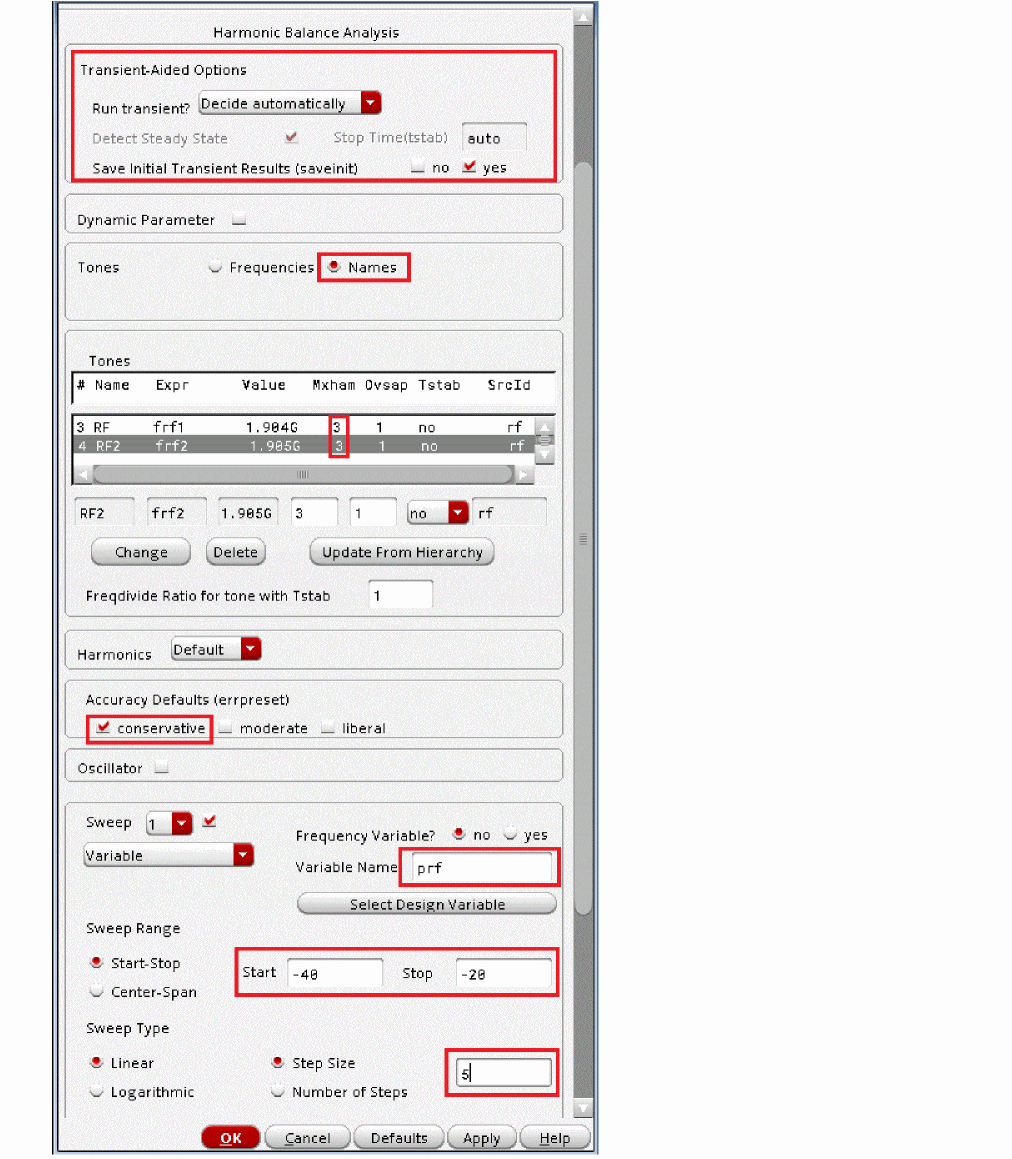 Harmonic Balance Analysis
Transient-Aided Options
Run transient? Decide automatically
Detect Steady State Stop Time(tstab) auto
Save Initial Transient Results (saveinit) no yes
Dynamic Parameter
Tones Frequencies Names
Tones
# Name Expr Value Mxham Ovsap Tstab SrcId
3 RF frf1 1.904G 3 1 no rf
4 RF2 frf2 1.905G 3 1 no rf
RF2 frf2 1.905G 3 1 no rf
Change Delete Update From Hierarchy
Freqdivide Ratio for tone with Tstab 1
Harmonics Default
Accuracy Defaults (errpreset)
conservative moderate liberal
Oscillator
Sweep 1 Frequency Variable? no yes
Variable Variable Name prf
Select Design Variable
Sweep Range
Start-Stop Start -40 Stop -20
Center-Span
Sweep Type
Linear Step Size 5
Logarithmic Number of Steps
OK Cancel Defaults Apply Help